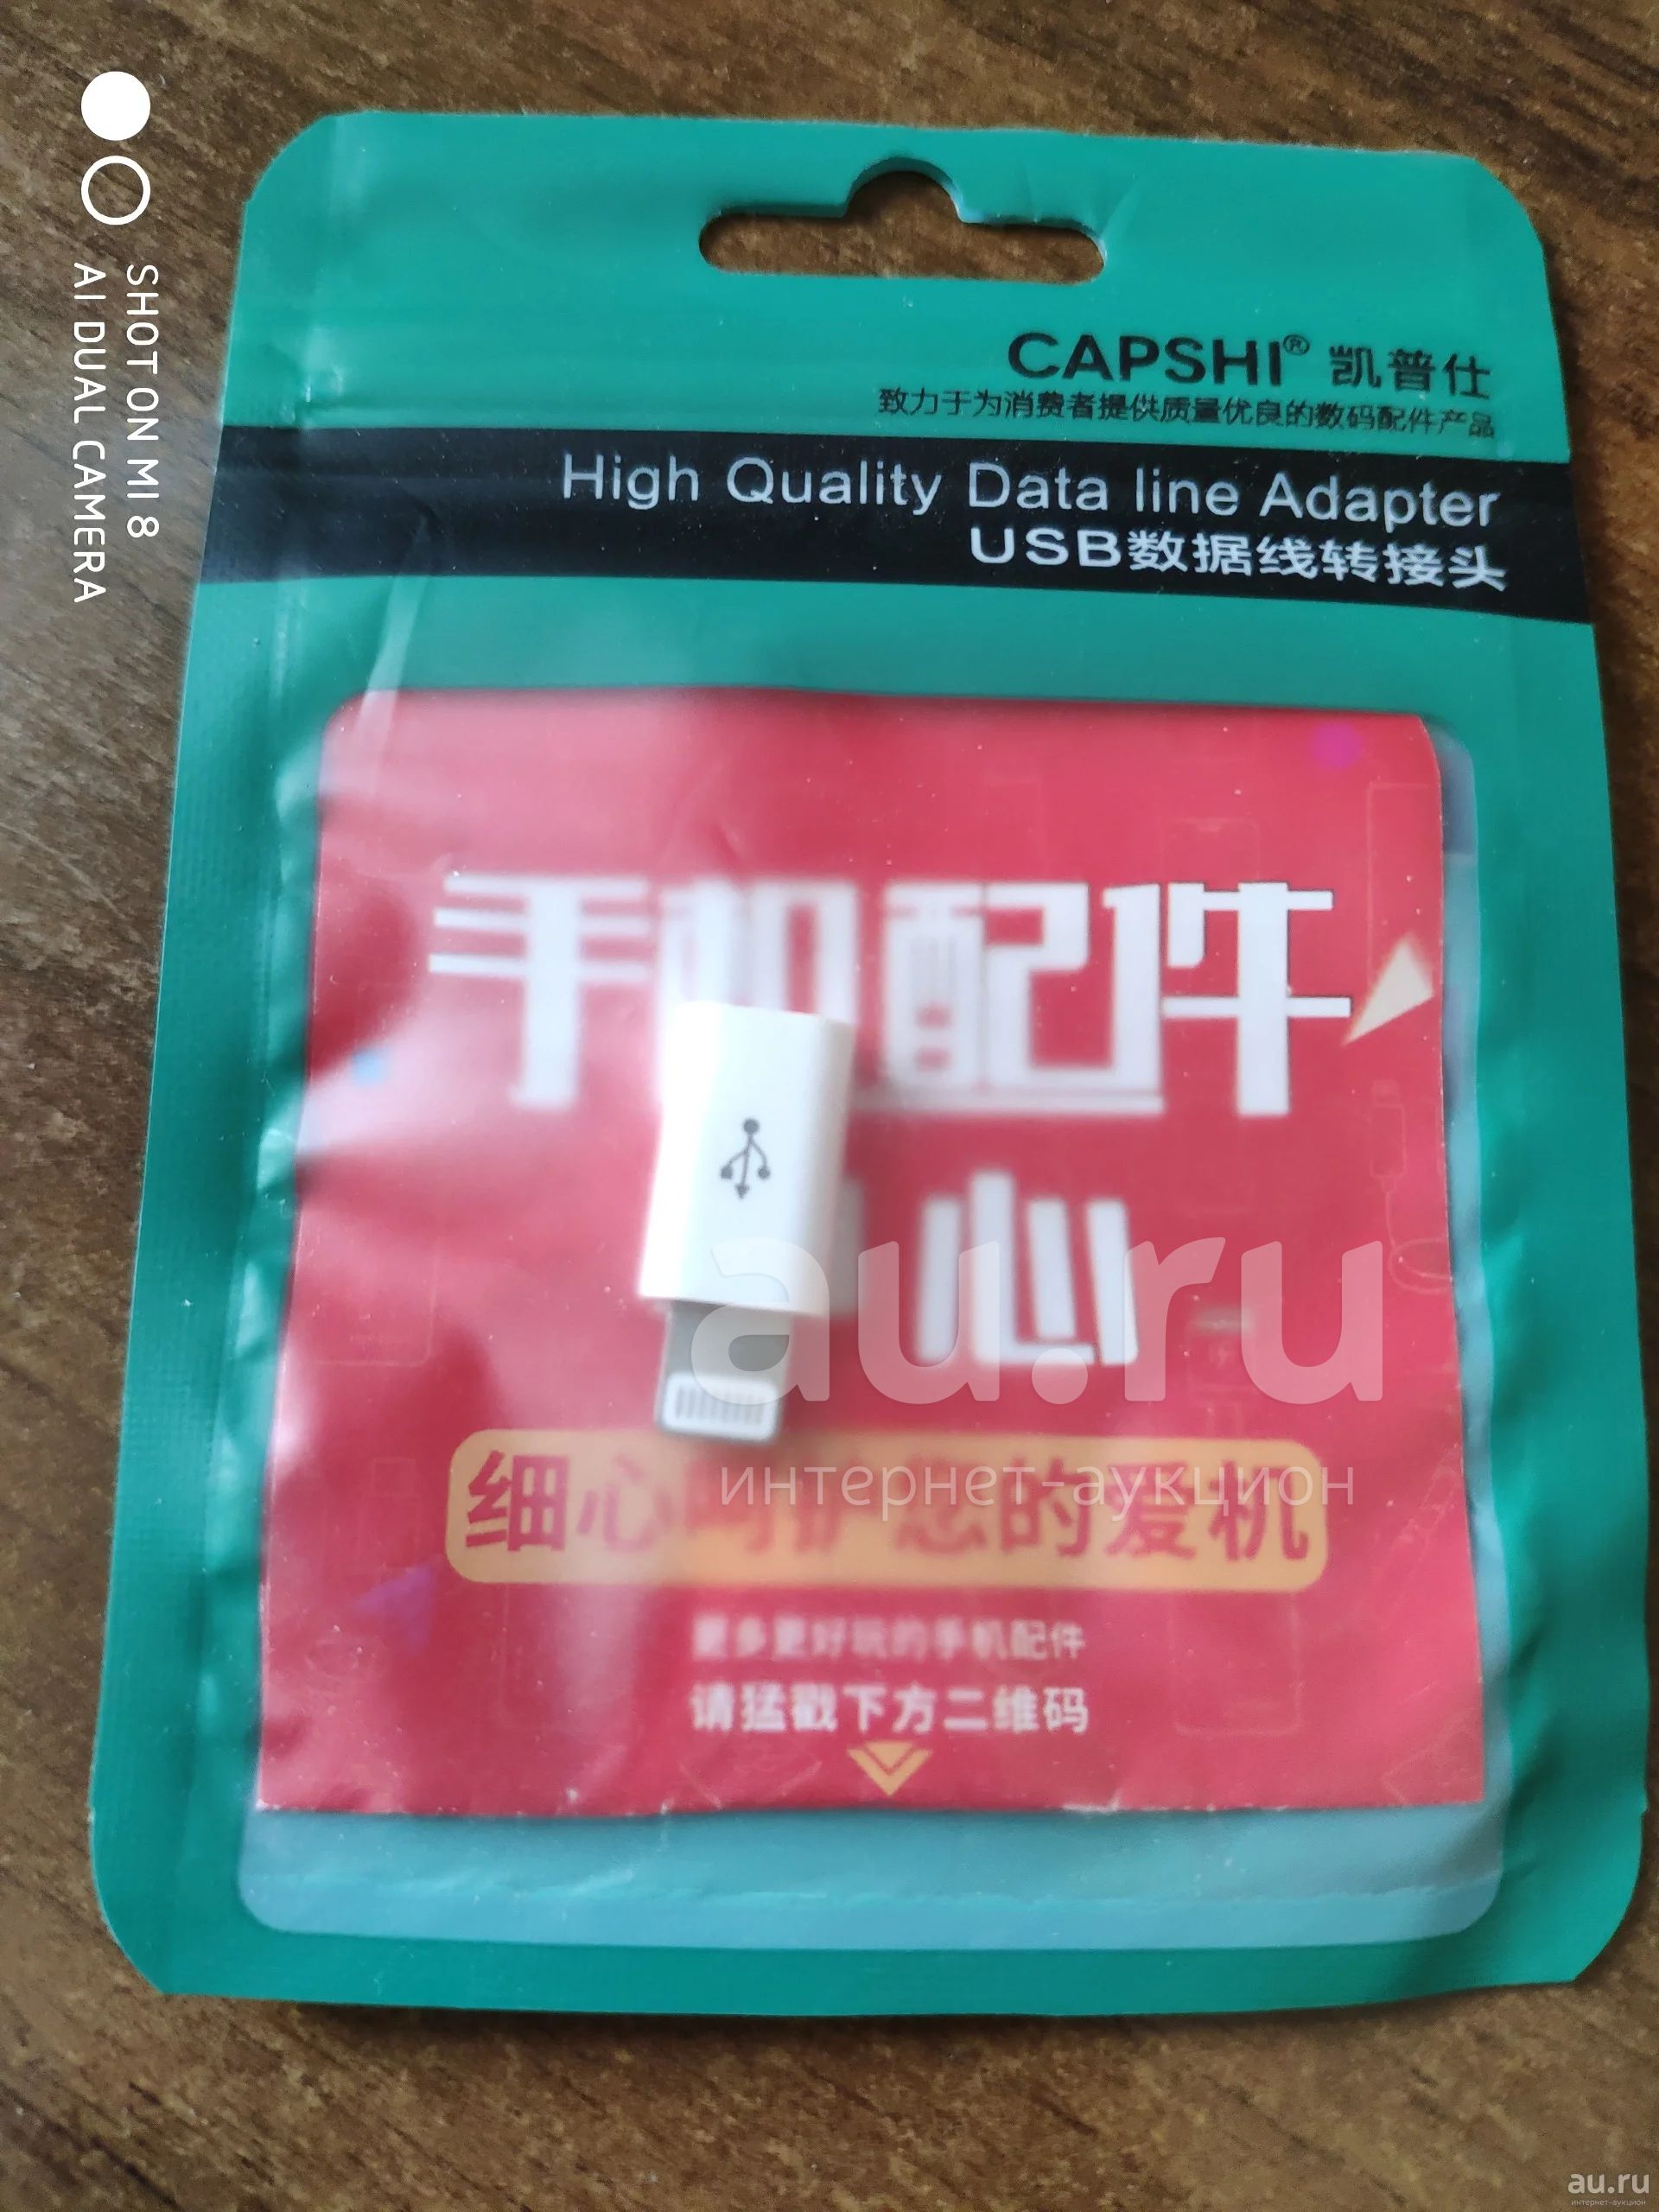 SHOT ON MI 8
AI DUAL CAMERA
CAPSHI® 凯普仕
致力于为消费者提供质量优良的数码配件产品
High Quality Data line Adapter
USB数据线转接头
手机配件
心
au.ru
интернет-аукцион
细心呵护您的爱机
更多更好玩的手机配件
请猛戳下方二维码
au.ru
интернет-аукцион